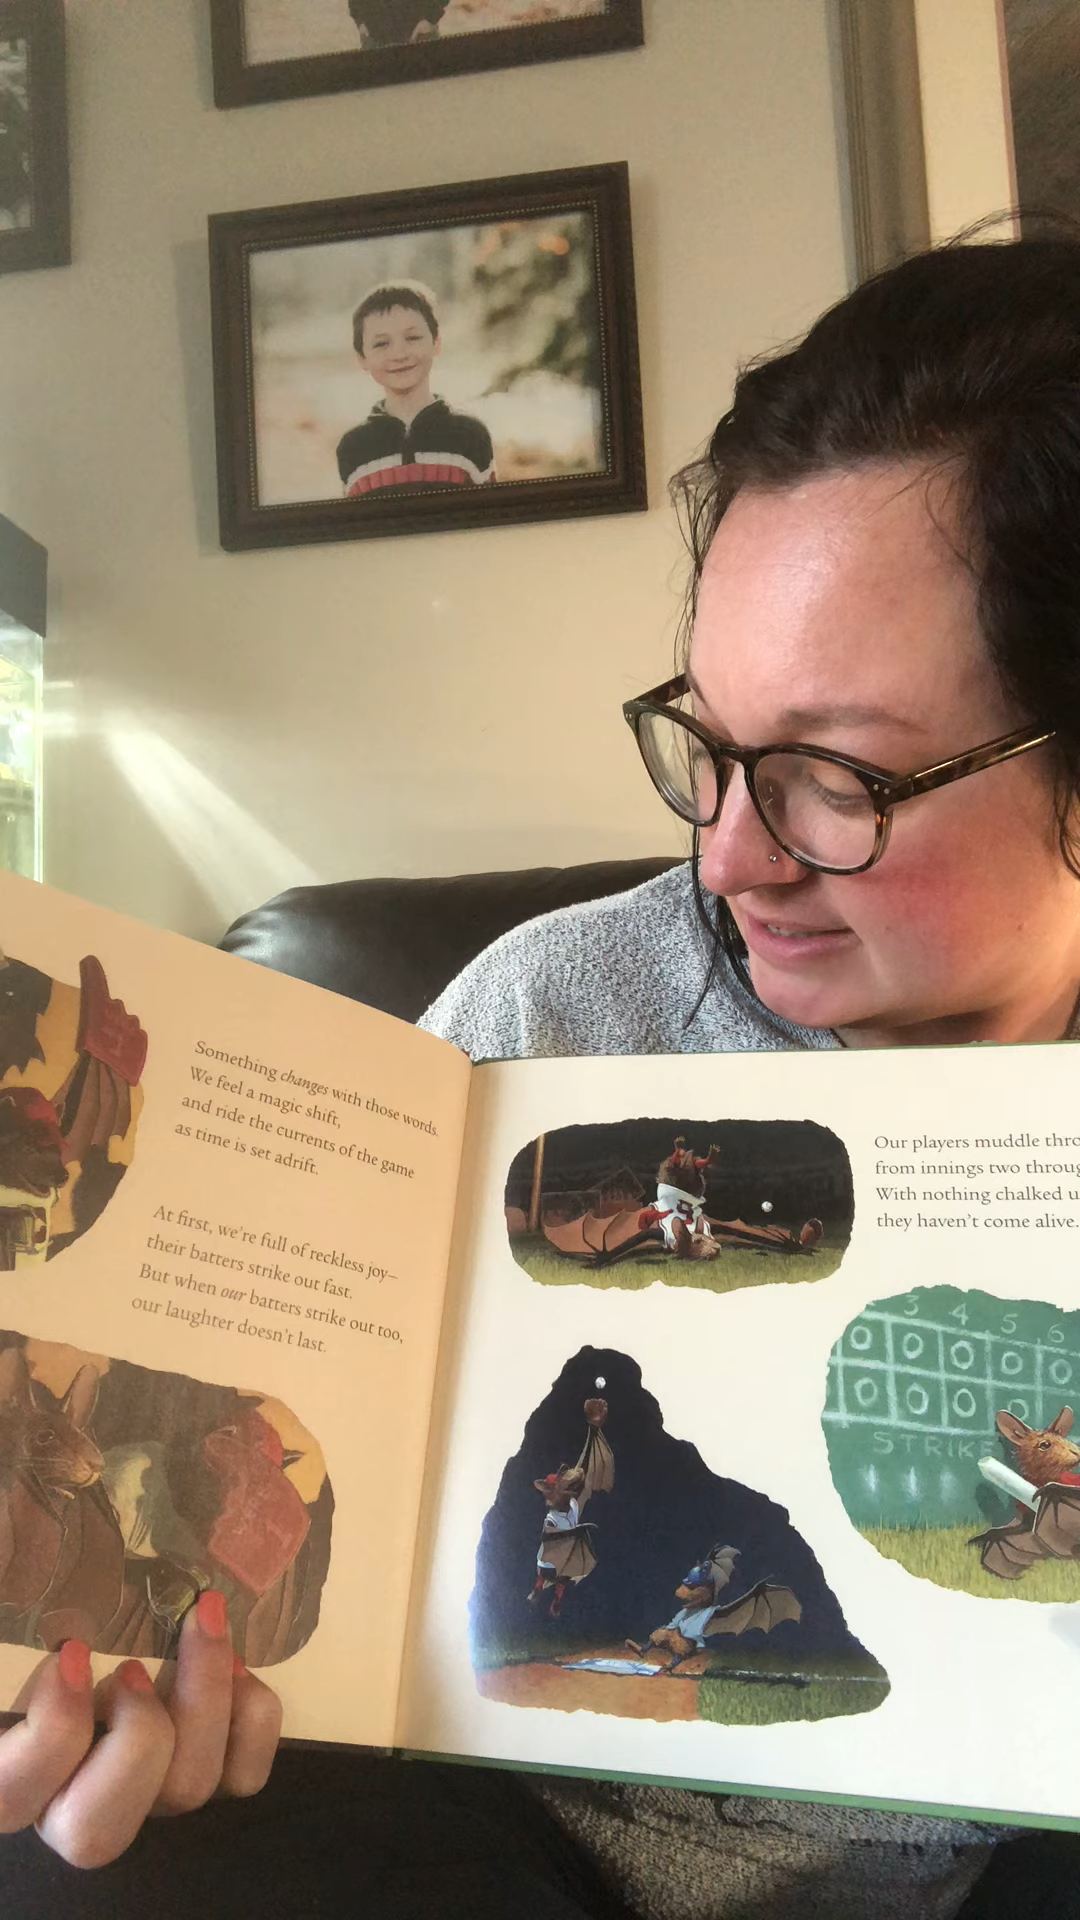 Something changes with those words.
We feel a magic shift,
and ride the currents of the game
as time is set adrift.
At first, we're full of reckless joy—
their batters strike out fast.
But when our batters strike out too,
our laughter doesn't last.
Our players muddle thro
from innings two throug
With nothing chalked u
they haven't come alive.
3 4 5 6
0 0 0 0 0
0 0 0
STRIKE